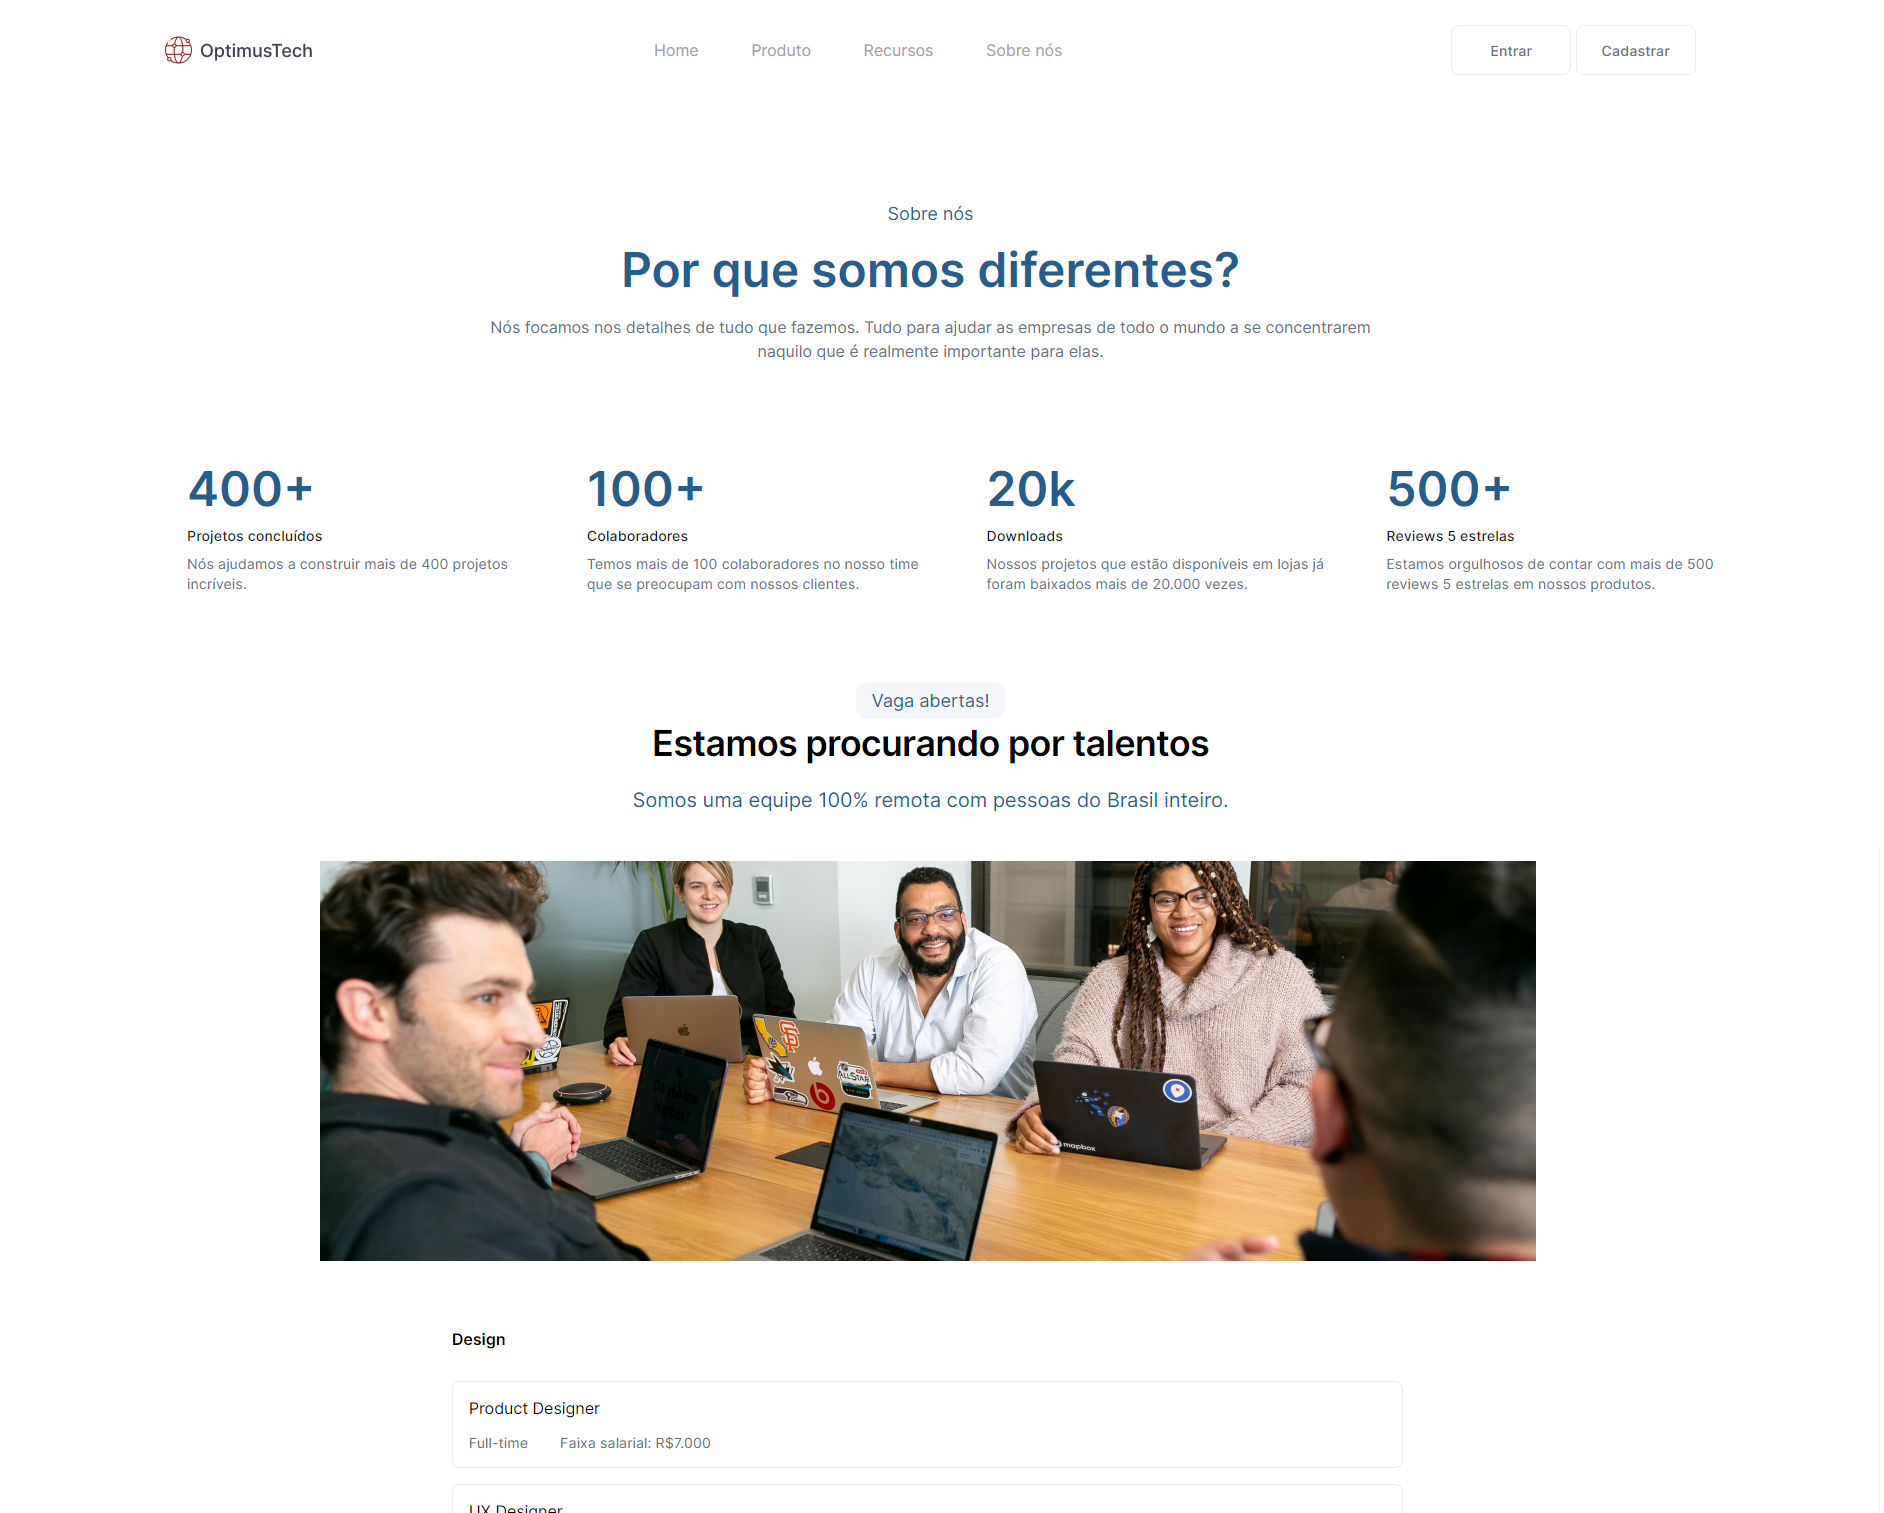 OptimusTech
Home
Produto
Recursos
Sobre nós
Entrar
Cadastrar
Sobre nós
Por que somos diferentes?
Nós focamos nos detalhes de tudo que fazemos. Tudo para ajudar as empresas de todo o mundo a se concentrarem
naquilo que é realmente importante para elas.
400+
Projetos concluídos
Nós ajudamos a construir mais de 400 projetos
incríveis.
100+
Colaboradores
Temos mais de 100 colaboradores no nosso time
que se preocupam com nossos clientes.
20k
Downloads
Nossos projetos que estão disponíveis em lojas já
foram baixados mais de 20.000 vezes.
500+
Reviews 5 estrelas
Estamos orgulhosos de contar com mais de 500
reviews 5 estrelas em nossos produtos.
Vaga abertas!
Estamos procurando por talentos
Somos uma equipe 100% remota com pessoas do Brasil inteiro.
ALL STAR
mapbox
Design
Product Designer
Full-time
Faixa salarial: R$7.000
UX Designer